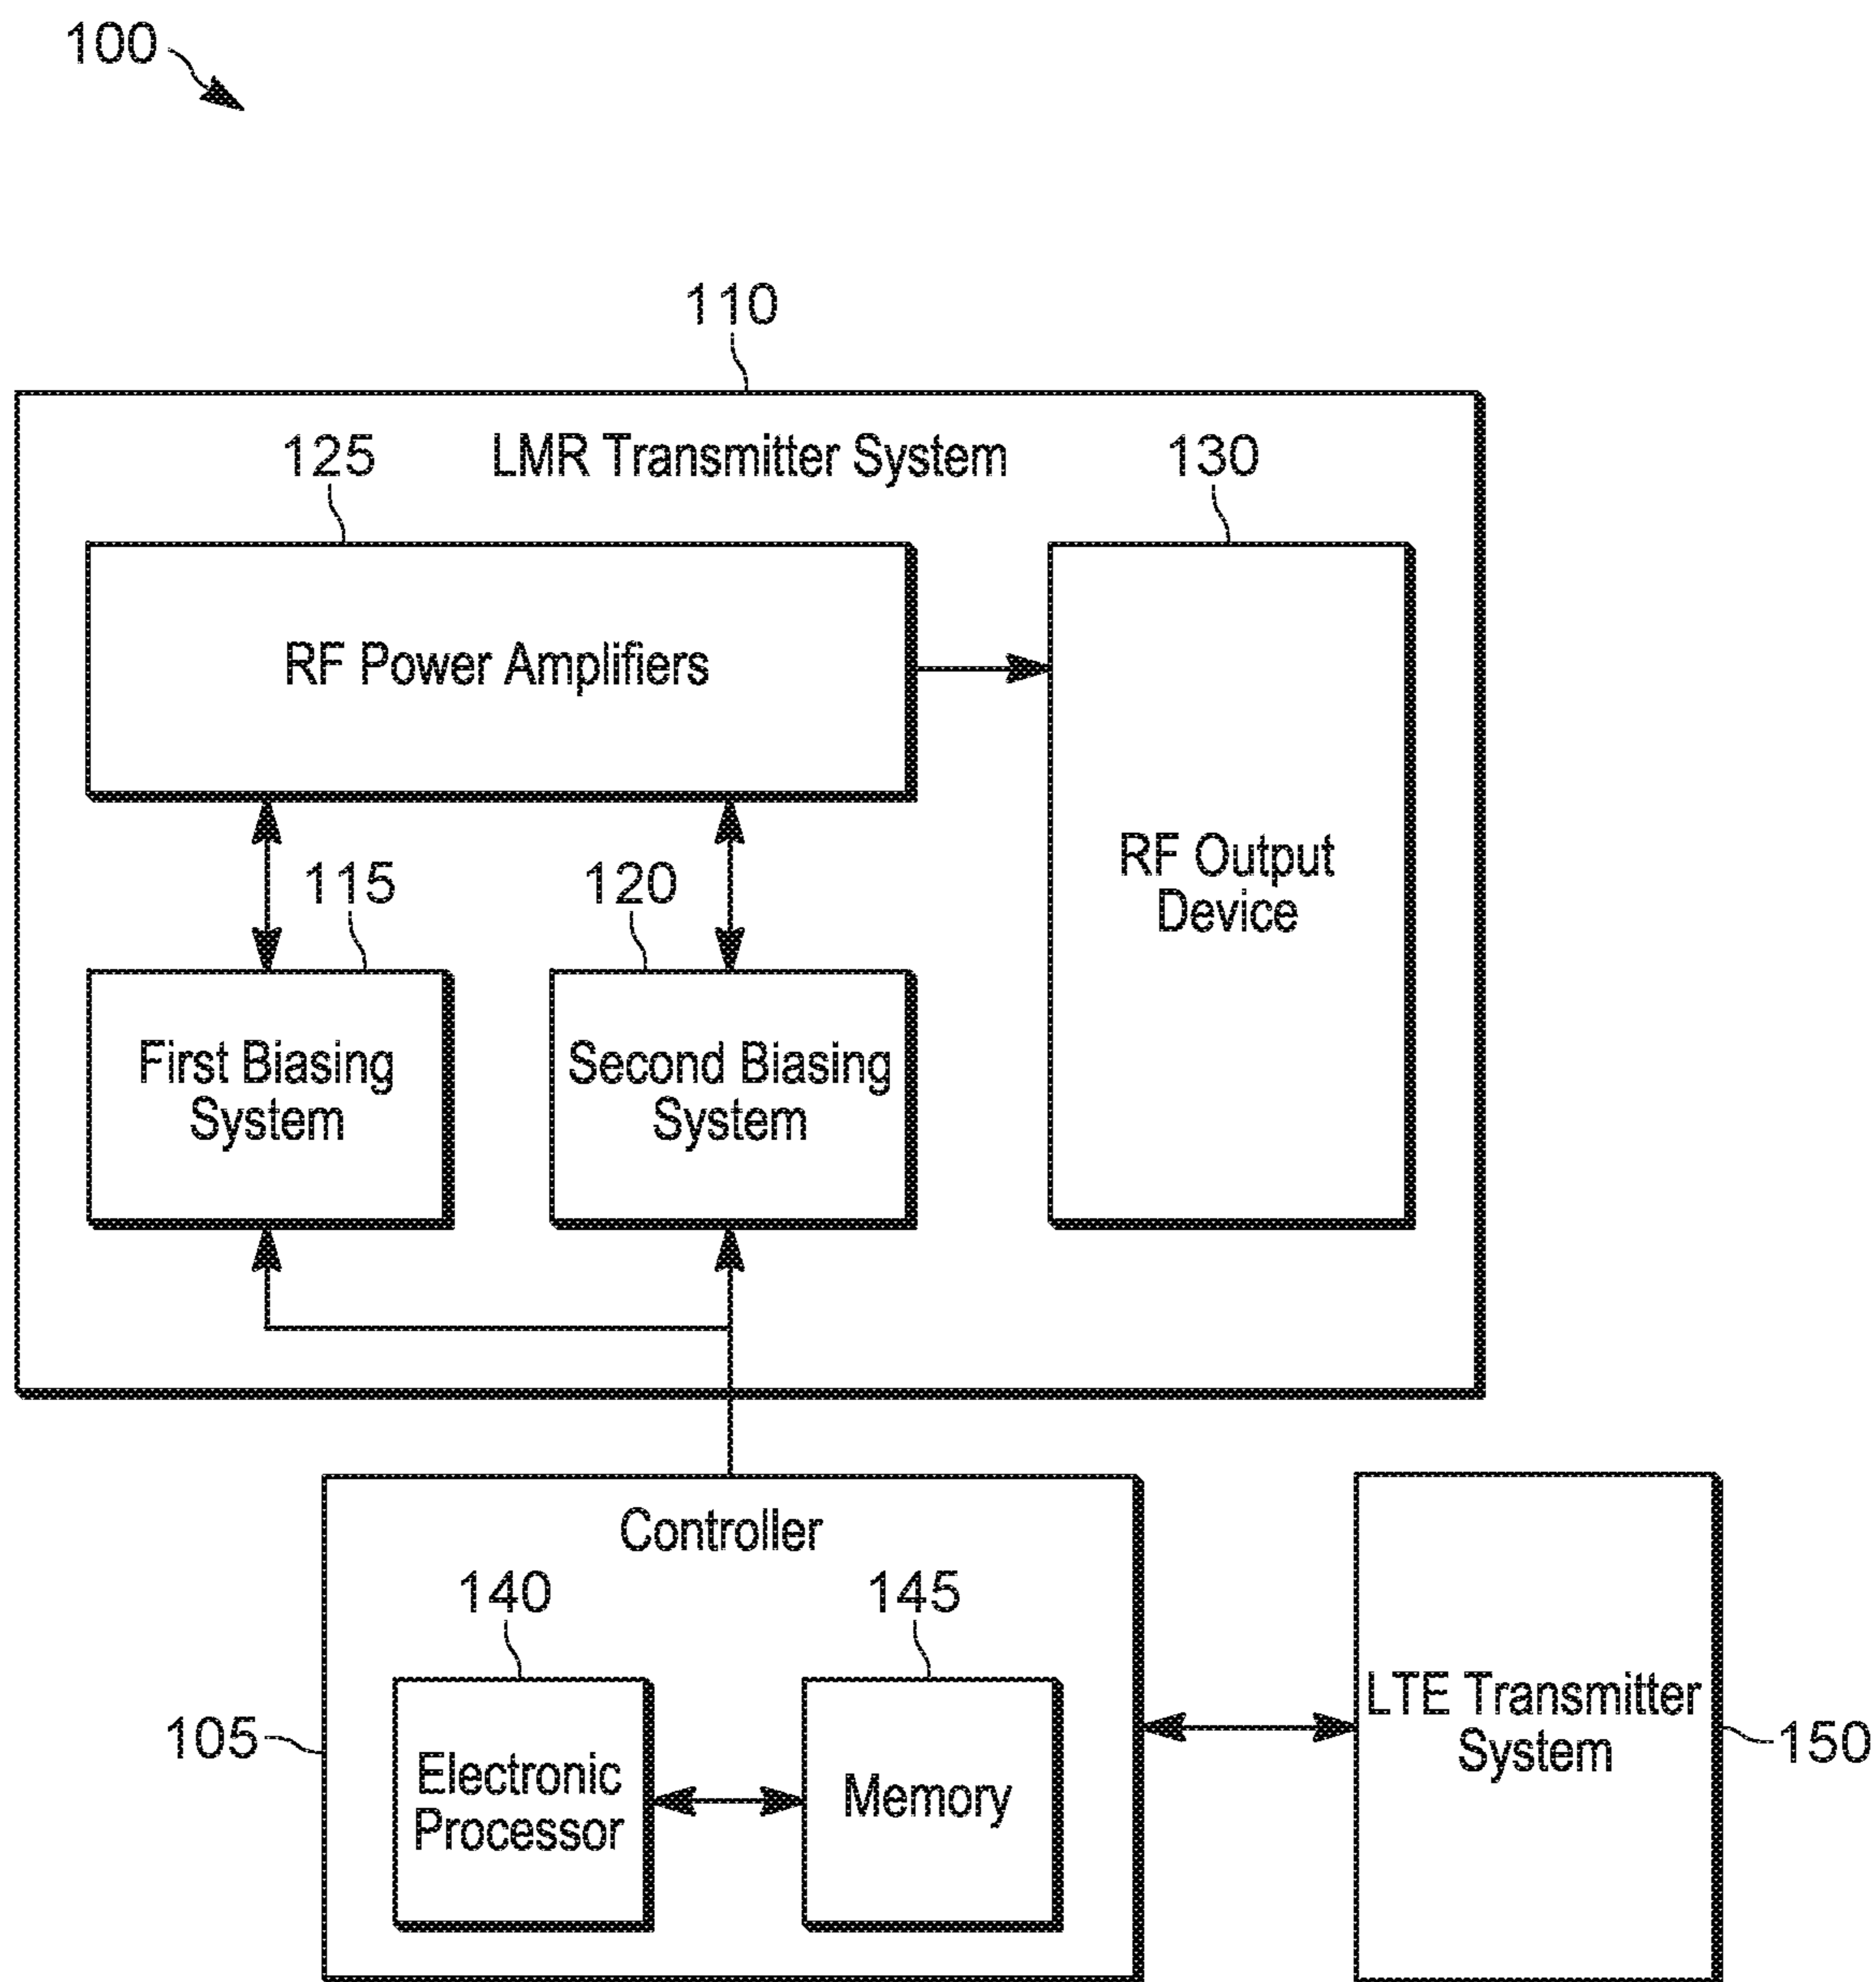 100
110
LMR Transmitter System
125
130
RF Power Amplifiers
RF Output
Device
115
120
First Biasing
System
Second Biasing
System
Controller
140
145
105
Electronic
Processor
Memory
LTE Transmitter
System
150